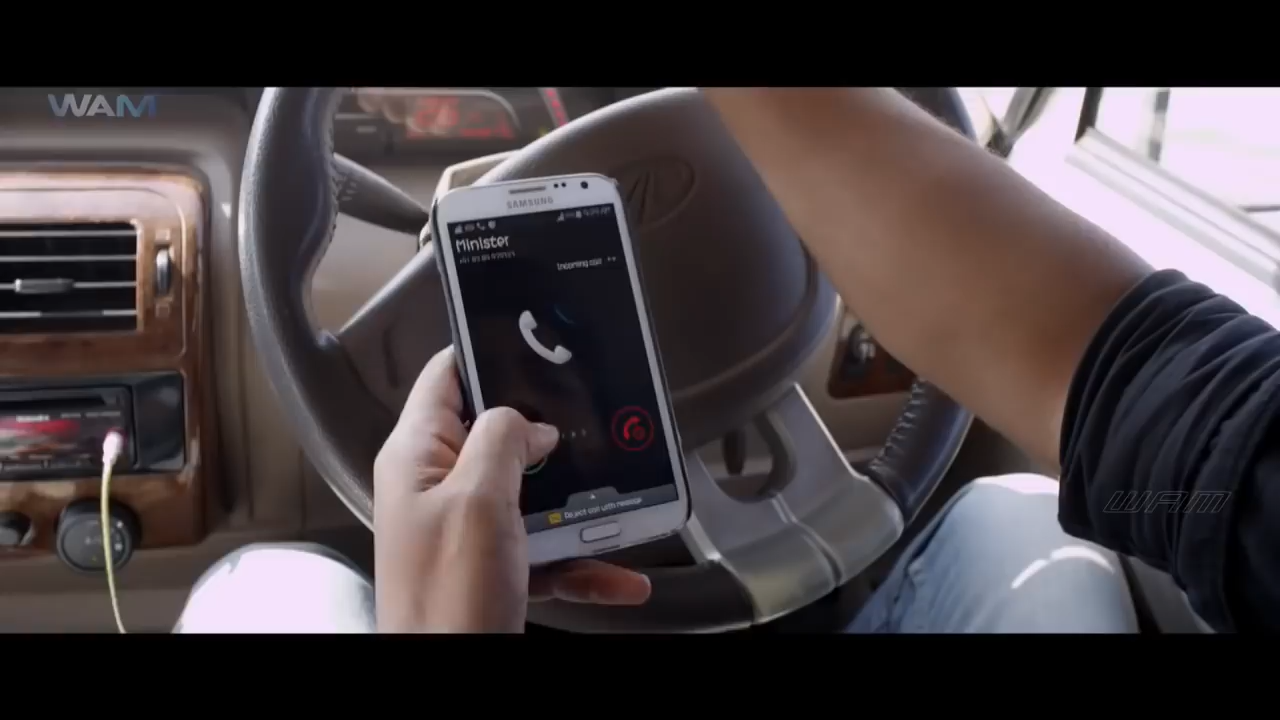 WAM
SAMSUNG
Minister
Incoming call
Reject call with message
WAM